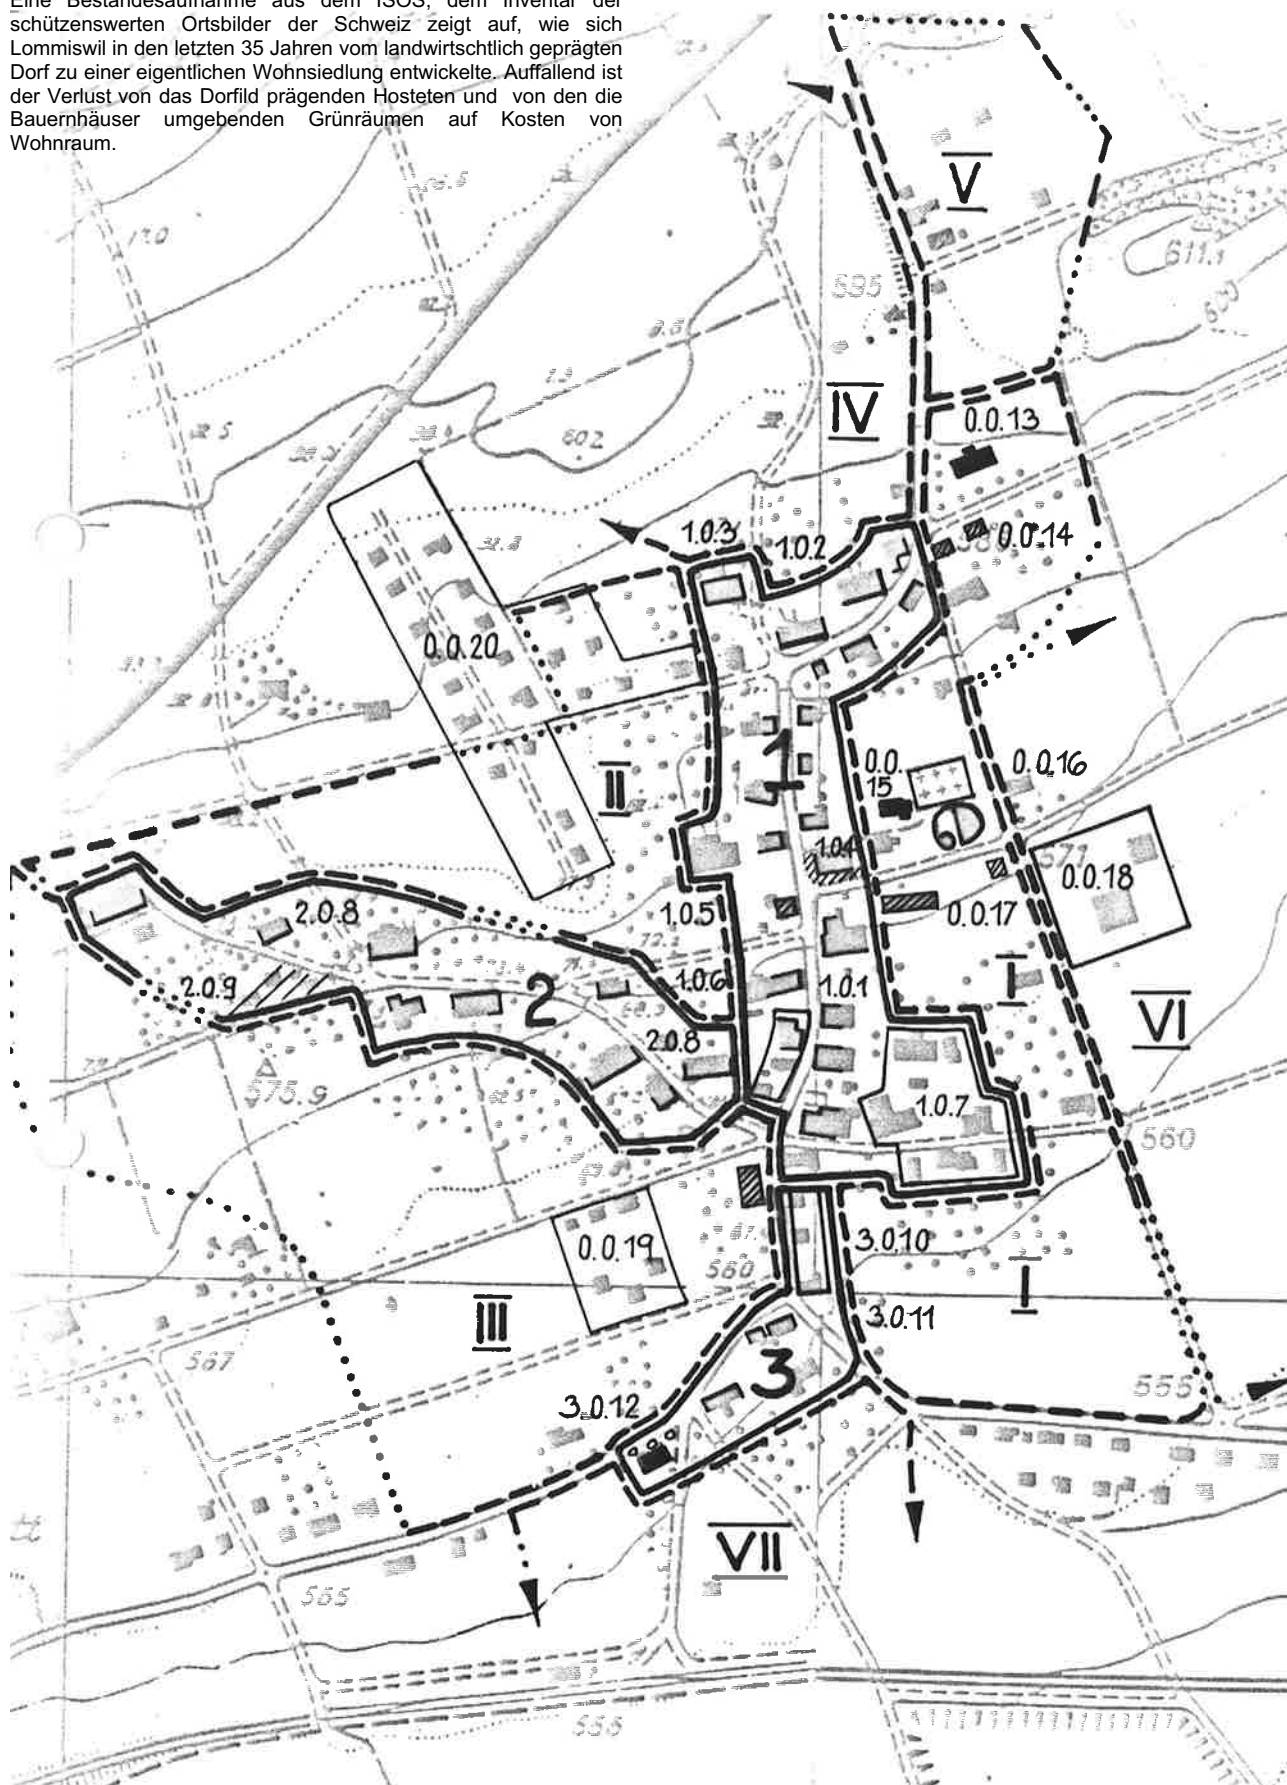 Eine Bestandesaufnahme aus dem ISOS, dem Inventar der
schützenswerten Ortsbilder der Schweiz zeigt auf, wie sich
Lommiswil in den letzten 35 Jahren vom landwirtschtlich geprägten
Dorf zu einer eigentlichen Wohnsiedlung entwickelte. Auffallend ist
der Verlust von das Dorfild prägenden Hosteten und von den die
Bauernhäuser umgebenden Grünräumen auf Kosten von
Wohnraum.
V
611.1
595
600
IV
0.0.13
602
1.0.3
1.0.2
0.0.14
0.0.20
1
II
0.0.
15
0.0.16
1.0.4
571
0.0.18
2.0.8
1.0.5
0.0.17
2.0.9
2
1.0.6
1.0.1
I
VI
2.0.8
575.9
1.0.7
560
0.0.19
3.0.10
560
I
III
3.0.11
567
3
555
3.0.12
VII
565